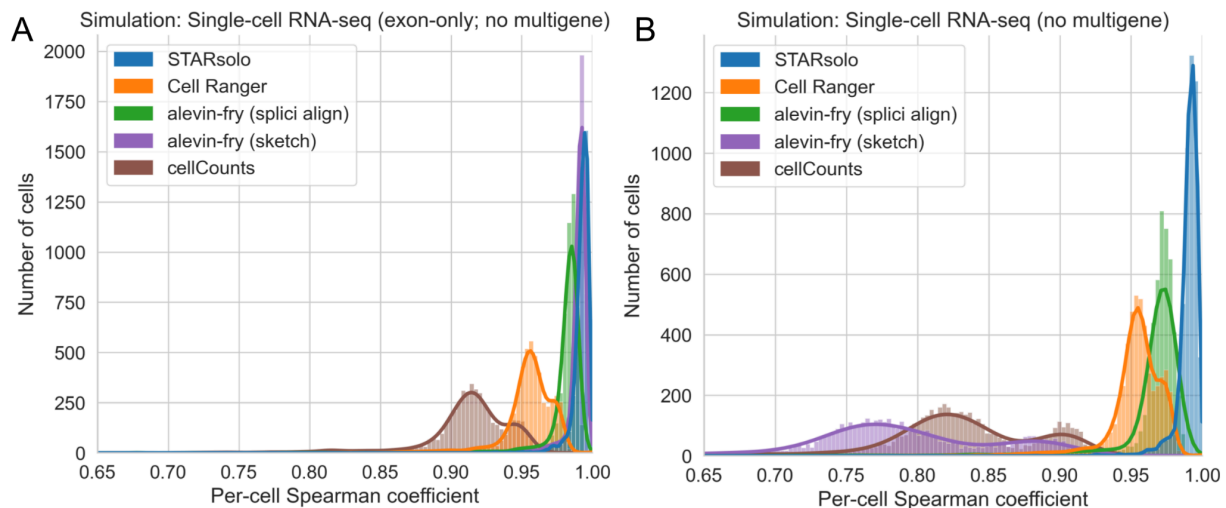 A
Simulation: Single-cell RNA-seq (exon-only; no multigene)
STARsolo
Cell Ranger
alevin-fry (splici align)
alevin-fry (sketch)
cellCounts
Number of cells
2000
1750
1500
1250
1000
750
500
250
0
0.65 0.70 0.75 0.80 0.85 0.90 0.95 1.00
Per-cell Spearman coefficient
B
Simulation: Single-cell RNA-seq (no multigene)
STARsolo
Cell Ranger
alevin-fry (splici align)
alevin-fry (sketch)
cellCounts
Number of cells
1200
1000
800
600
400
200
0
0.65 0.70 0.75 0.80 0.85 0.90 0.95 1.00
Per-cell Spearman coefficient